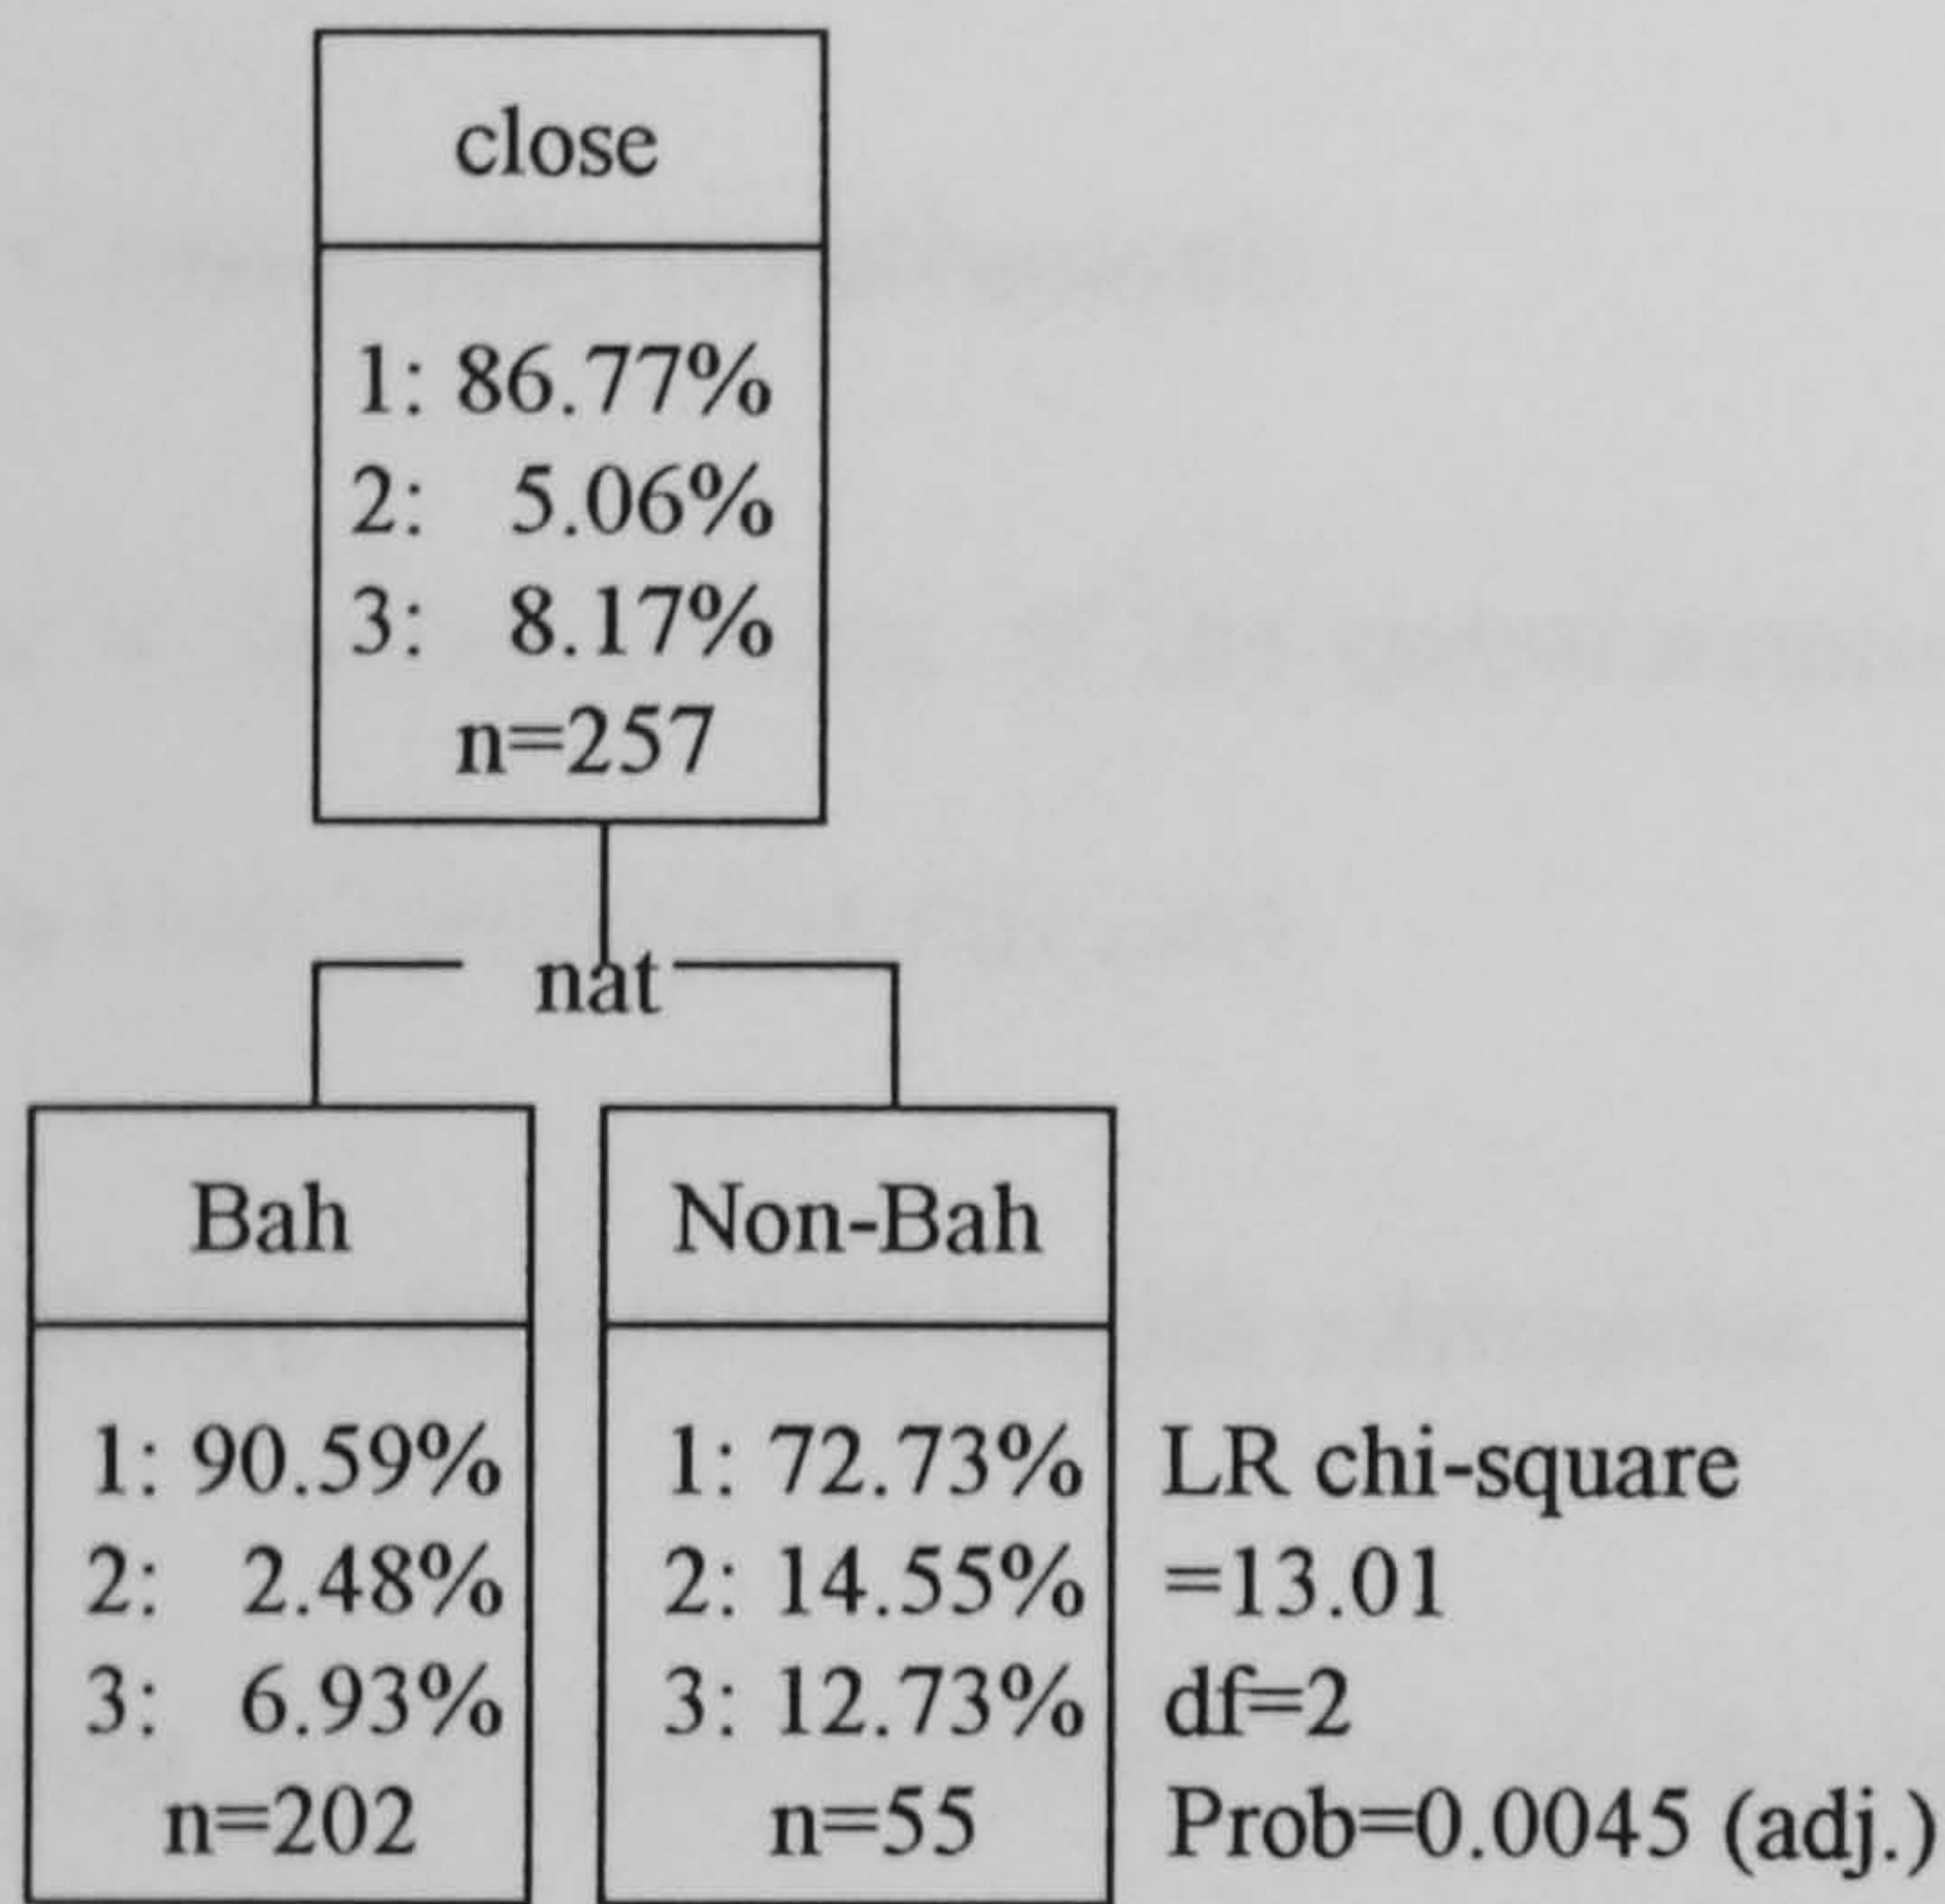 close
1: 86.77%
2: 5.06%
3: 8.17%
n=257
nat
Bah
1: 90.59%
2: 2.48%
3: 6.93%
n=202
Non-Bah
1: 72.73%
2: 14.55%
3: 12.73%
n=55
LR chi-square
=13.01
df=2
Prob=0.0045 (adj.)